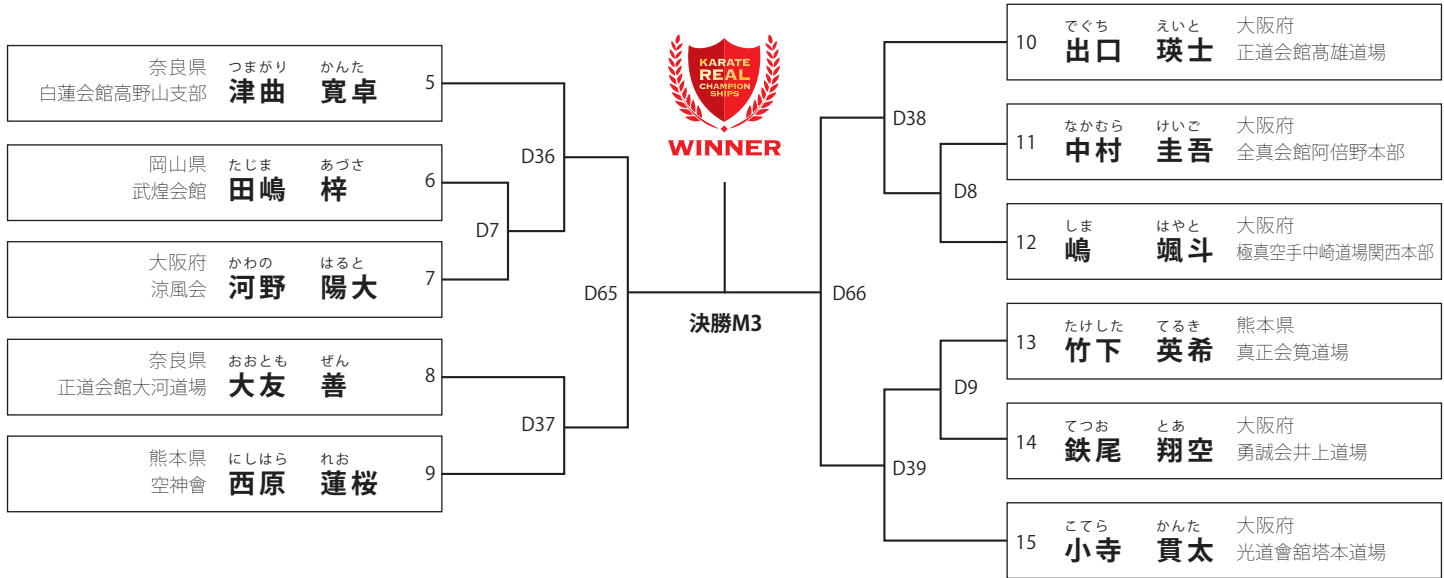 奈良県 つまがり かんた
白蓮会館高野山支部 津曲 寛卓 5
岡山県 たじま あづさ
武煌会館 田嶋 梓 6
大阪府 かわの はると
涼風会 河野 陽大 7
奈良県 おおとも ぜん
正道会館大河道場 大友 善 8
熊本県 にしはら れお
空神會 西原 蓮桜 9
D36
D7
D65
D37
KARATE
REAL
CHAMPION
SHIPS
WINNER
決勝M3
でぐち えいと 大阪府
10 出口 瑛士 正道会館髙雄道場
なかむら けいご 大阪府
11 中村 圭吾 全真会館阿倍野本部
しま はやと 大阪府
12 嶋 颯斗 極真空手中崎道場関西本部
たけした てるき 熊本県
13 竹下 英希 真正会筧道場
てつお とあ 大阪府
14 鉄尾 翔空 勇誠会井上道場
こてら かんた 大阪府
15 小寺 貫太 光道會舘塔本道場
D38
D8
D66
D9
D39